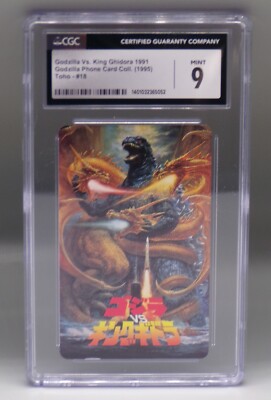 CGC
CERTIFIED GUARANTY COMPANY
Godzilla Vs. King Ghidora 1991
Godzilla Phone Card Coll. (1995)
Toho - #18
MINT
9
ゴジラ
VS
キングギドラ